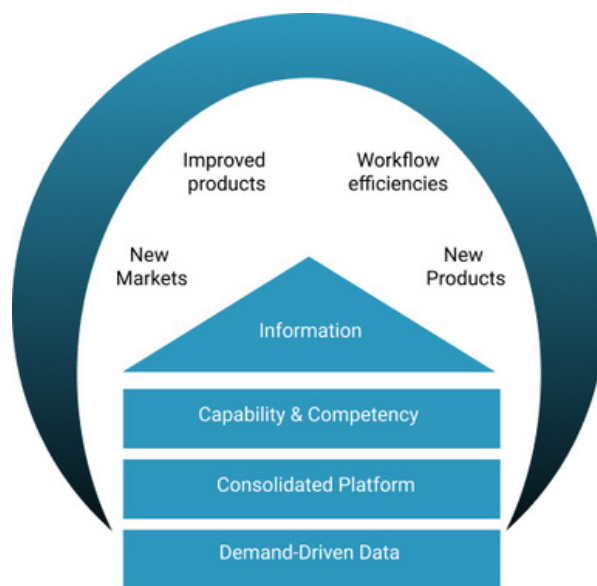 Improved
products
Workflow
efficiencies
New
Markets
New
Products
Information
Capability & Competency
Consolidated Platform
Demand-Driven Data